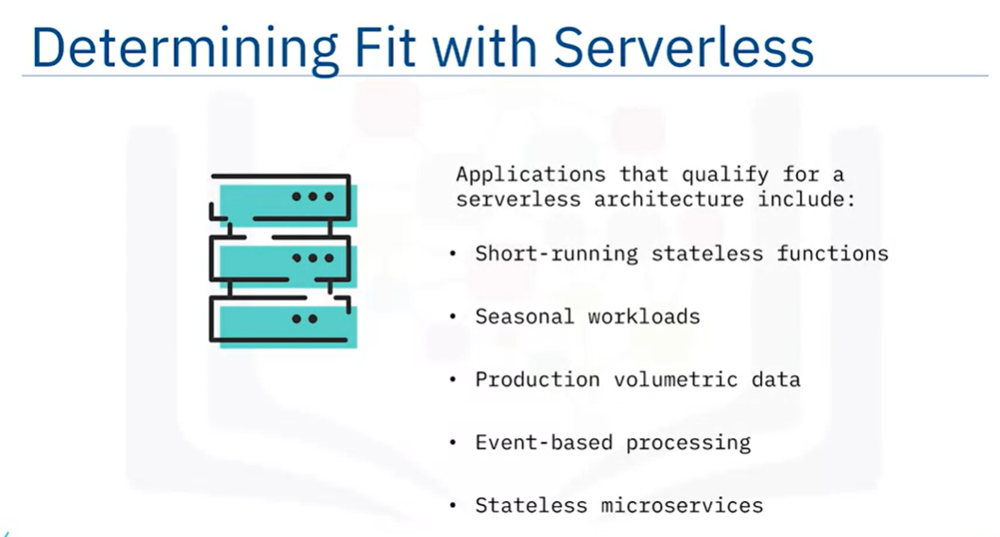 Determining Fit with Serverless
Applications that qualify for a
serverless architecture include:
• Short-running stateless functions
• Seasonal workloads
• Production volumetric data
• Event-based processing
• Stateless microservices